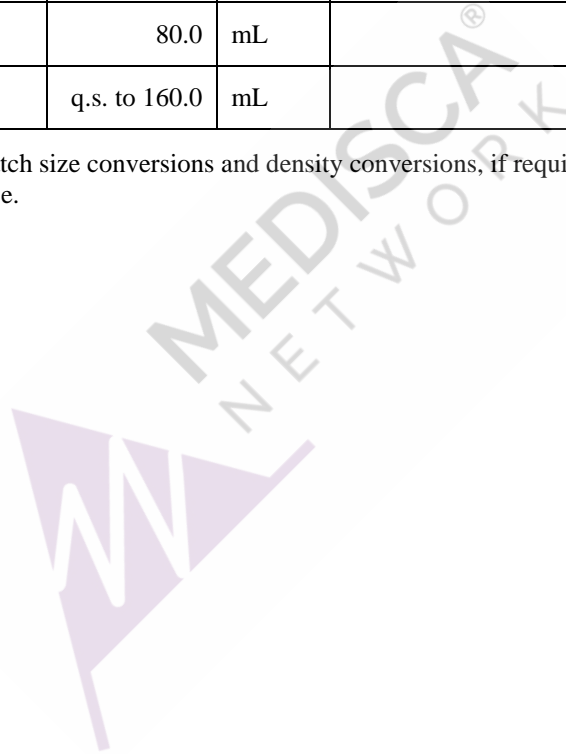 80.0 mL
q.s. to 160.0 mL
tch size conversions and density conversions, if requi
e.
MEDISCA®
NETWORK